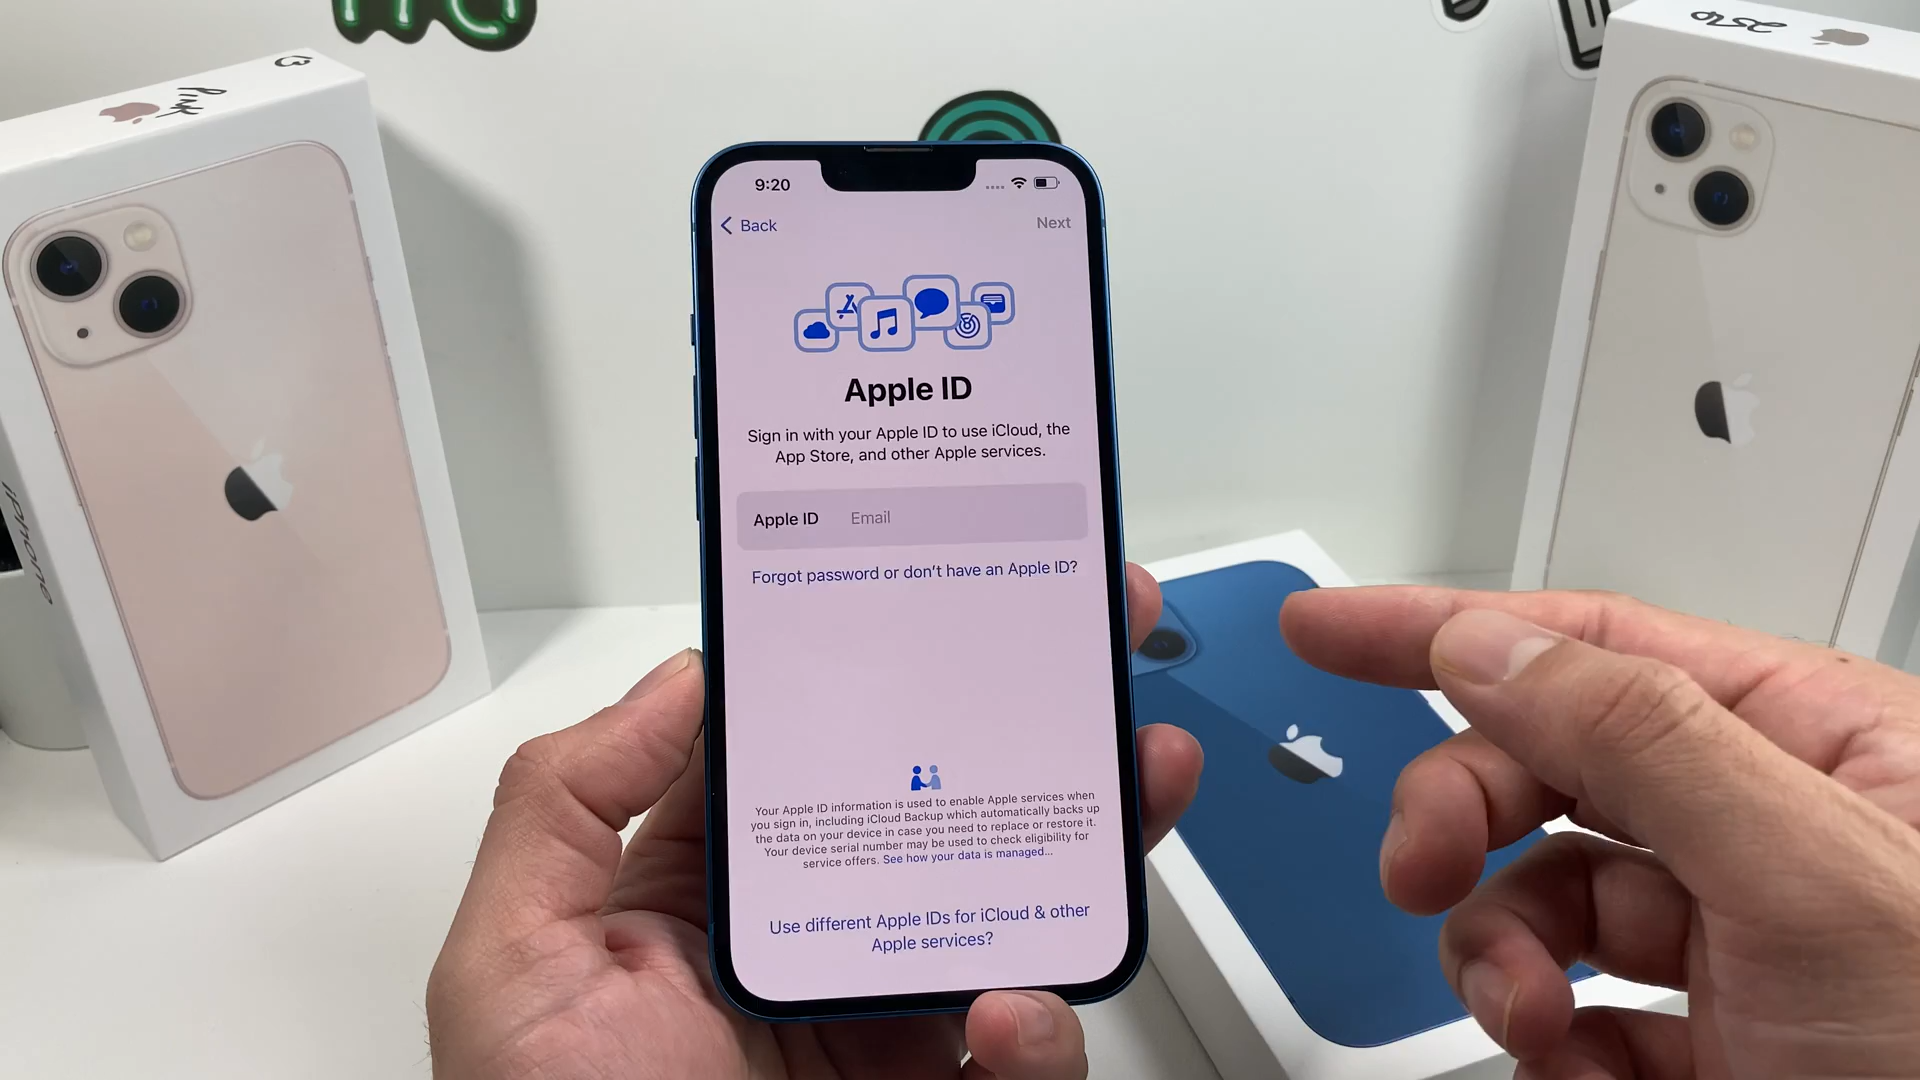 13
PINK
iPhone
2570
9:20
Back
Next
Apple ID
Sign in with your Apple ID to use iCloud, the
App Store, and other Apple services.
Apple ID Email
Forgot password or don't have an Apple ID?
Your Apple ID information is used to enable Apple services when
you sign in, including iCloud Backup which automatically backs up
the data on your device in case you need to replace or restore it.
Your device serial number may be used to check eligibility for
service offers. See how your data is managed...
Use different Apple IDs for iCloud & other
Apple services?